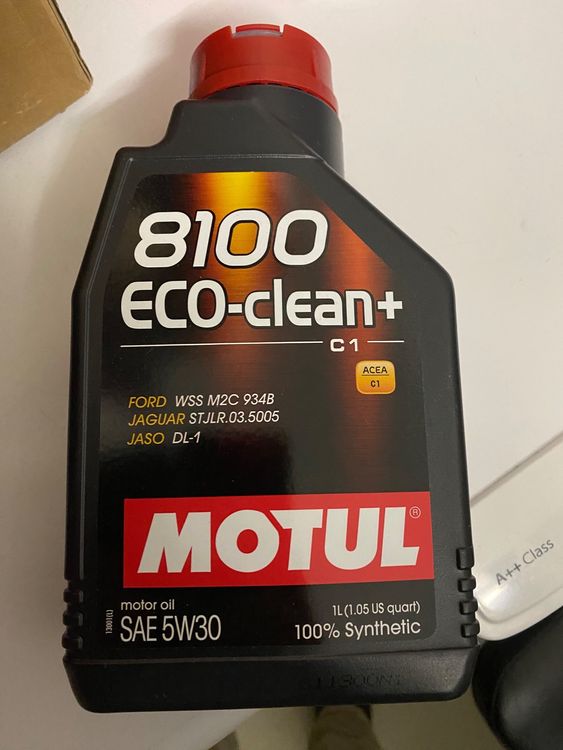 8100
ECO-clean+
C1
ACEA
C1
FORD WSS M2C 934B
JAGUAR STJLR.03.5005
JASO DL-1
MOTUL®
motor oil
SAE 5W30
1L (1.05 US quart)
100% Synthetic
A++ Class